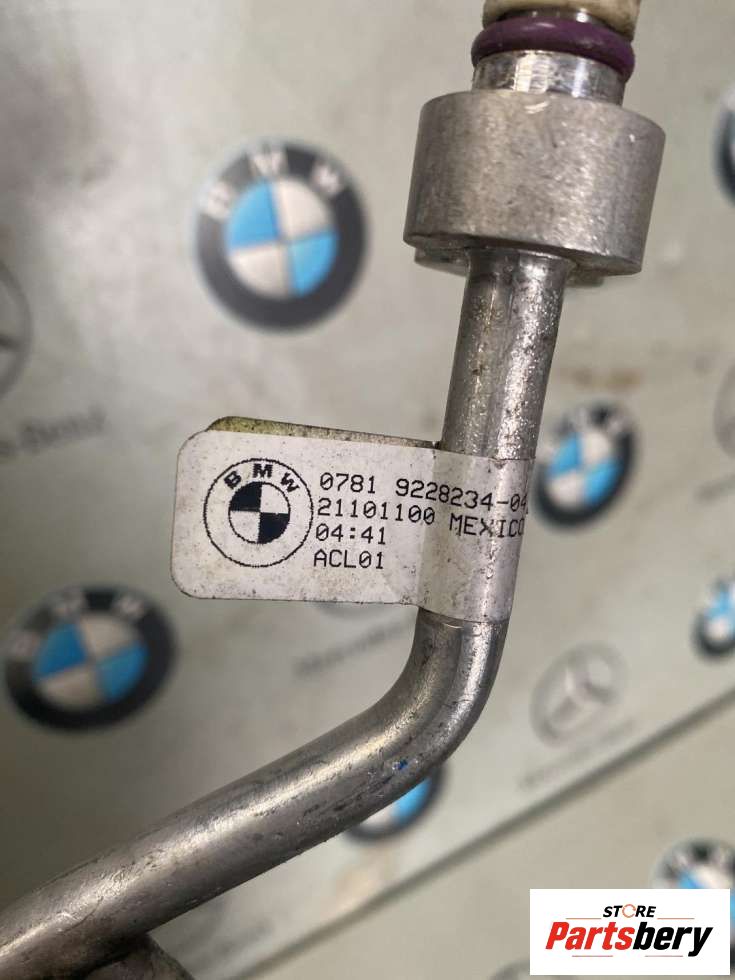 BMW
0781 9228234-04
21101100 MEXICO
04:41
ACL01
STORE
Partsbery